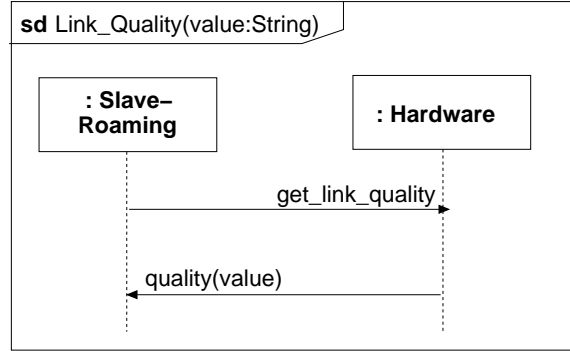 sd Link_Quality(value:String)
: Slave–
Roaming
: Hardware
get_link_quality
quality(value)